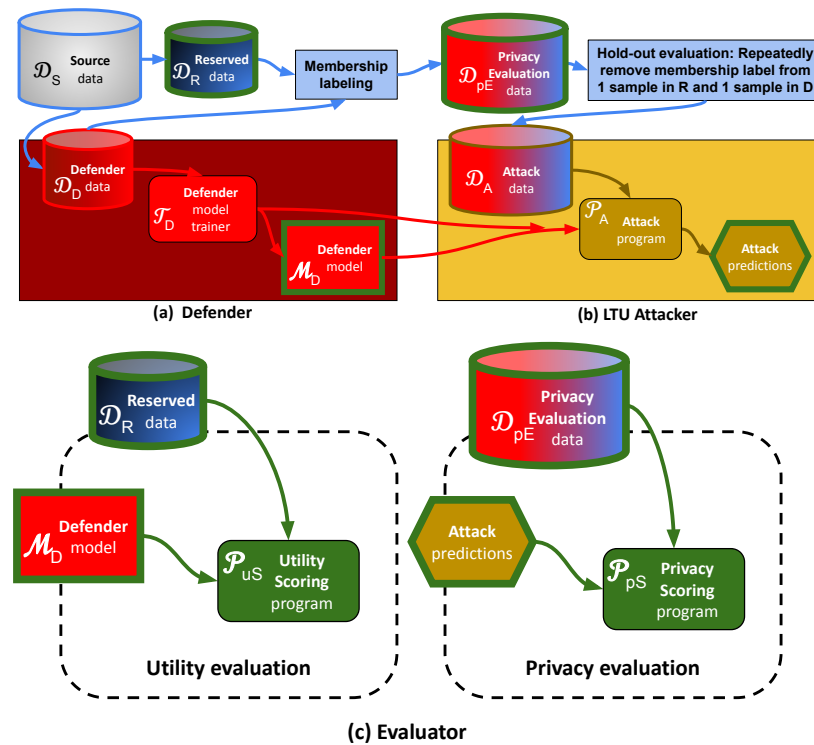 𝒟S Source data
𝒟R Reserved data
Membership labeling
𝒟pE Privacy Evaluation data
Hold-out evaluation: Repeatedly
remove membership label from
1 sample in R and 1 sample in D
𝒟D Defender data
𝒯D Defender model trainer
ℳD Defender model
𝒟A Attack data
𝒫A Attack program
Attack predictions
(a) Defender
(b) LTU Attacker
𝒟R Reserved data
𝒟pE Privacy Evaluation data
ℳD Defender model
𝒫uS Utility Scoring program
Attack predictions
𝒫pS Privacy Scoring program
Utility evaluation
Privacy evaluation
(c) Evaluator